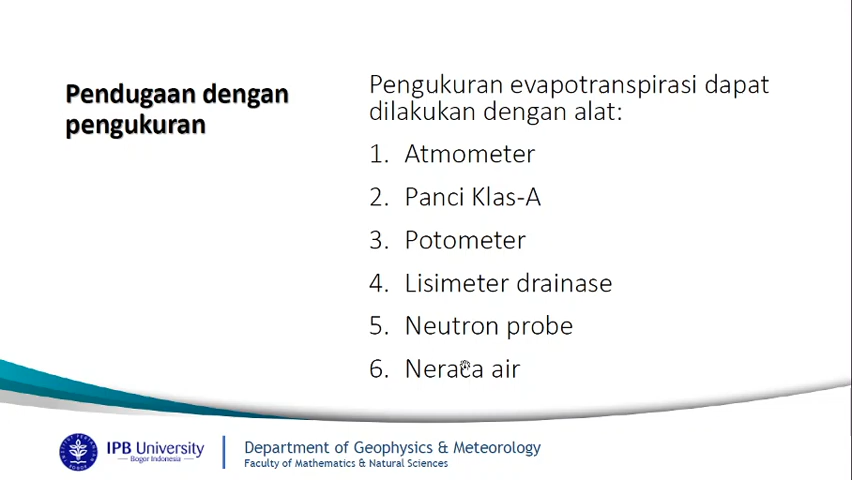 Pendugaan dengan
pengukuran
Pengukuran evapotranspirasi dapat
dilakukan dengan alat:
1. Atmometer
2. Panci Klas-A
3. Potometer
4. Lisimeter drainase
5. Neutron probe
6. Neraca air
IPB University
Bogor Indonesia
Department of Geophysics & Meteorology
Faculty of Mathematics & Natural Sciences